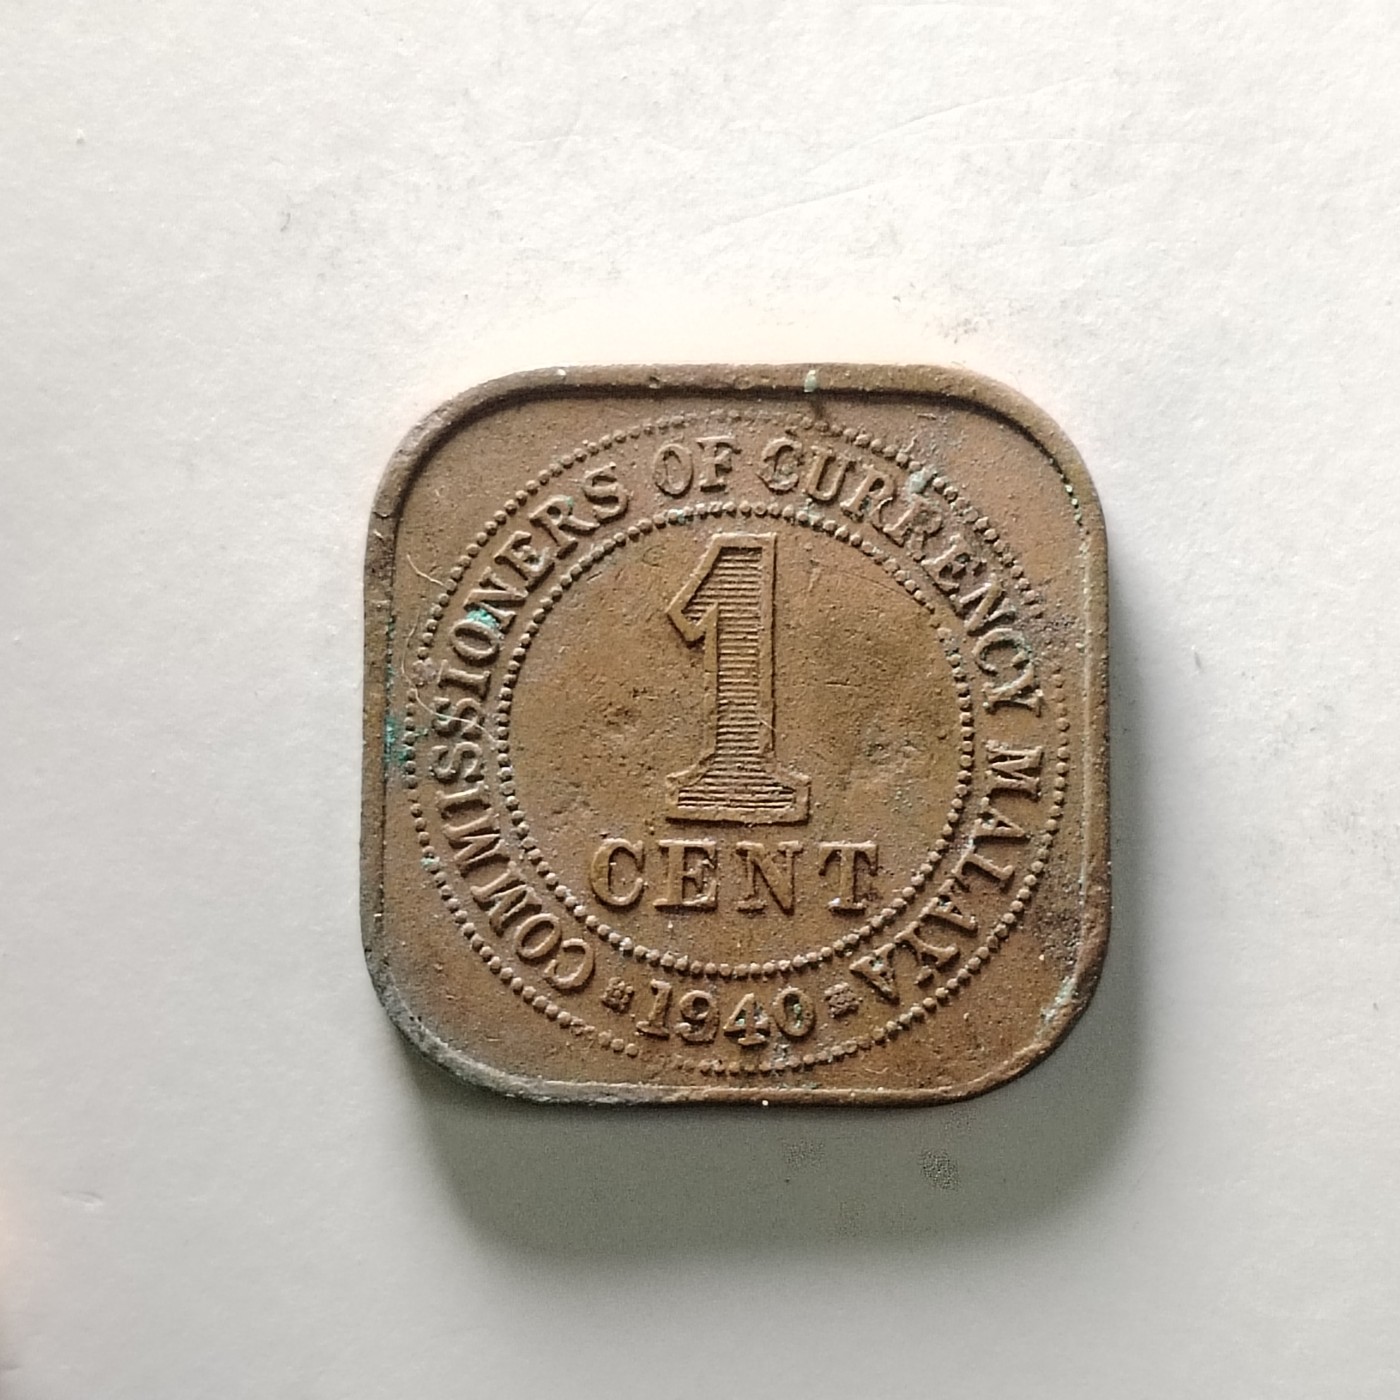 COMMISSIONERS OF CURRENCY MALAYA
1
CENT
1940